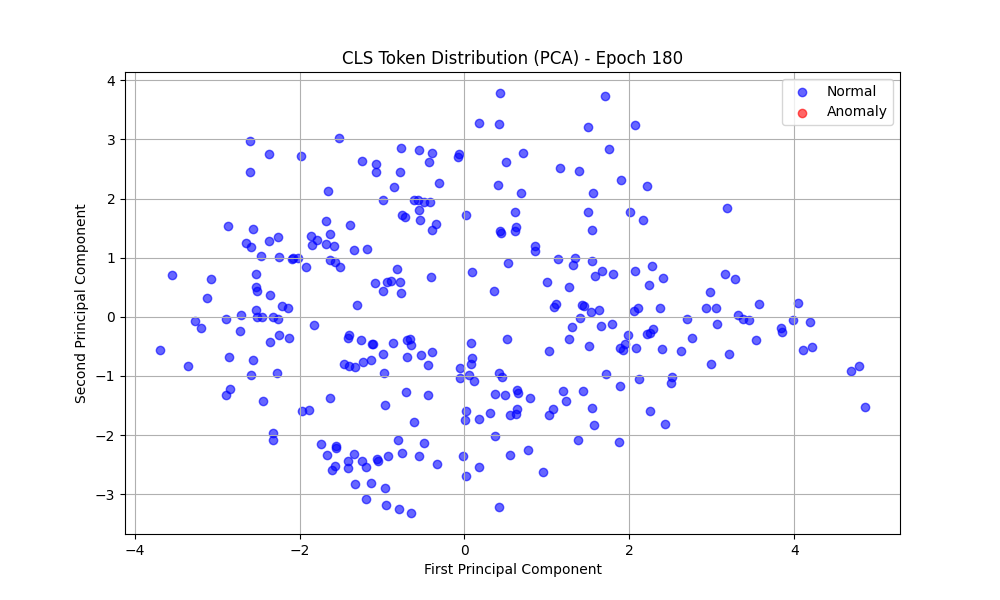 CLS Token Distribution (PCA) - Epoch 180
Normal
Anomaly
4
3
2
1
0
−1
−2
−3
Second Principal Component
−4
−2
0
2
4
First Principal Component